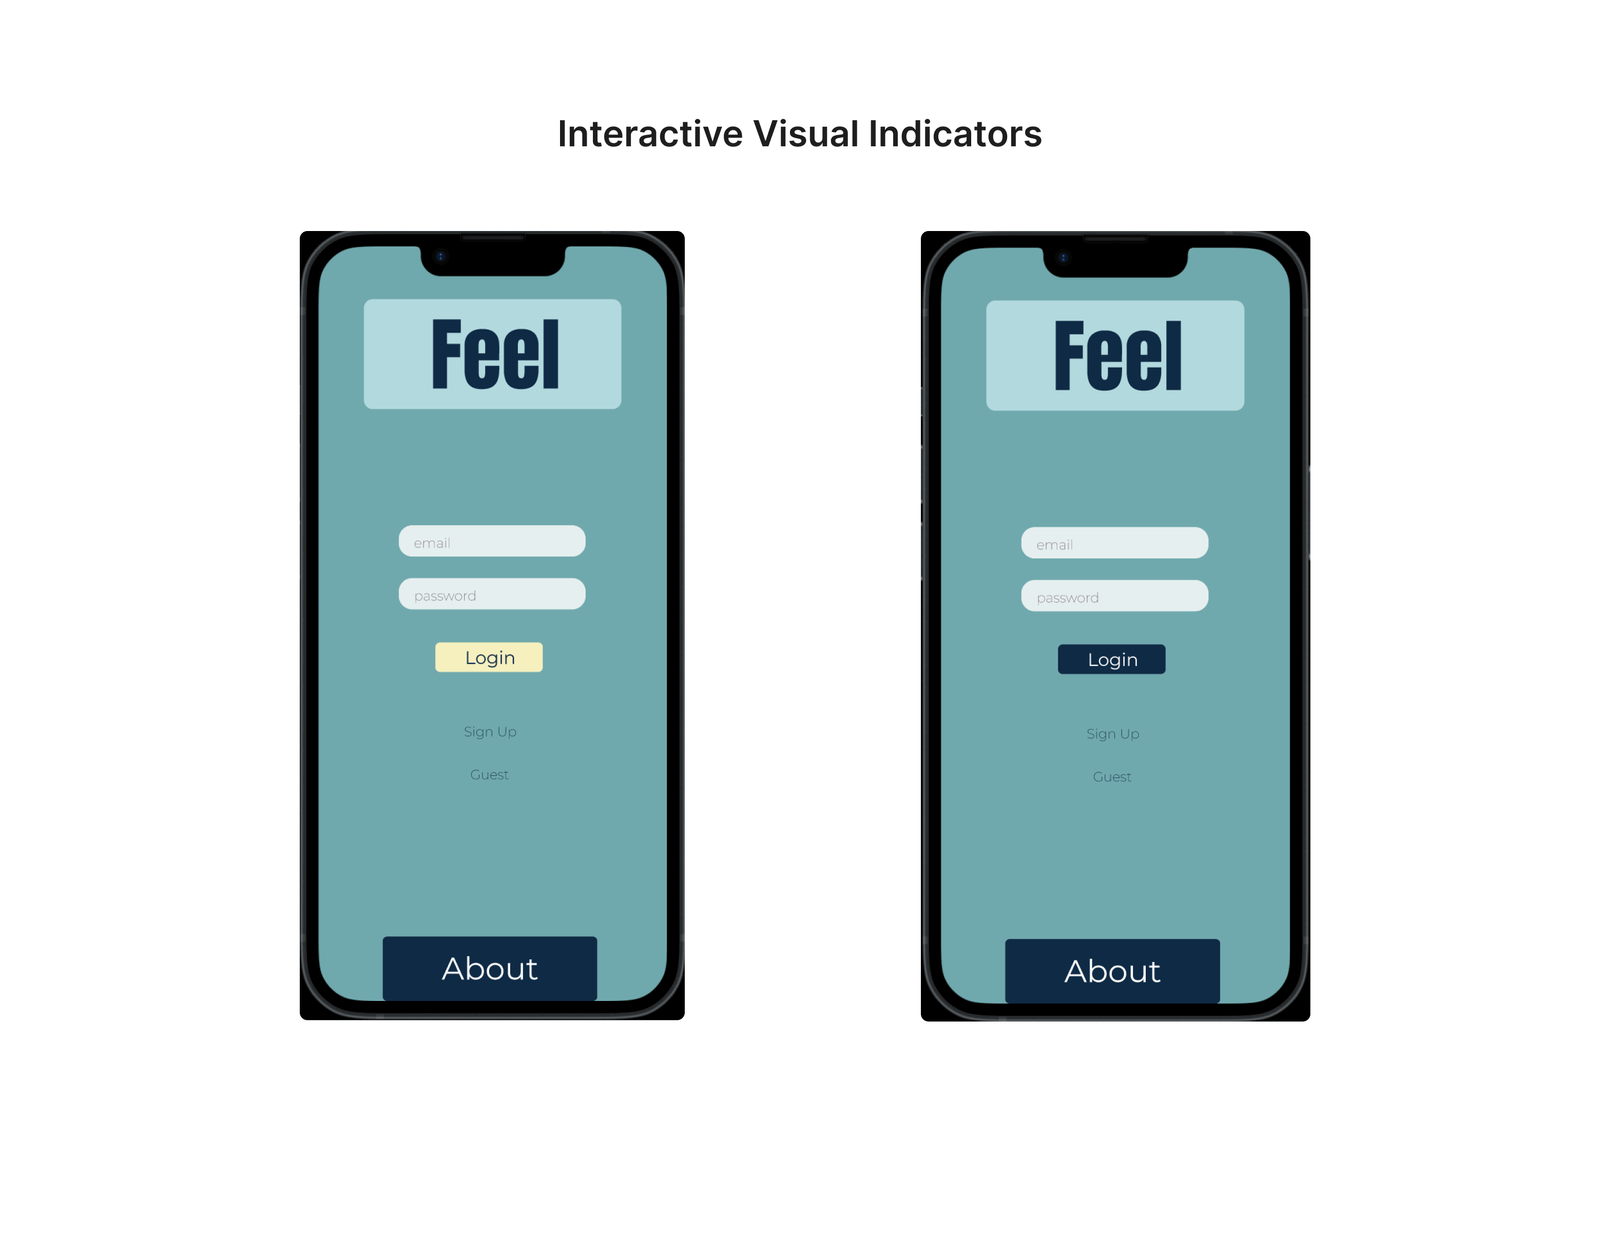 Interactive Visual Indicators
Feel
email
password
Login
Sign Up
Guest
About
Feel
email
password
Login
Sign Up
Guest
About